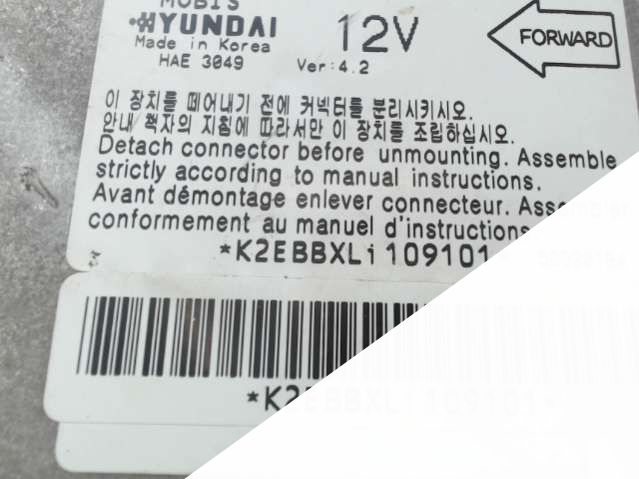 MOBIS
HYUNDAI
Made in Korea
HAE 3049
12V
Ver:4.2
FORWARD
이 장치를 떼어내기 전에 커넥터를 분리시키시오.
안내 책자의 지침에 따라서만 이 장치를 조립하십시오.
Detach connector before unmounting. Assemble
strictly according to manual instructions.
Avant démontage enlever connecteur. Assembler
conformement au manuel d'instructions
*K2EBBXLi109101*
*K2EBBXLi109101*